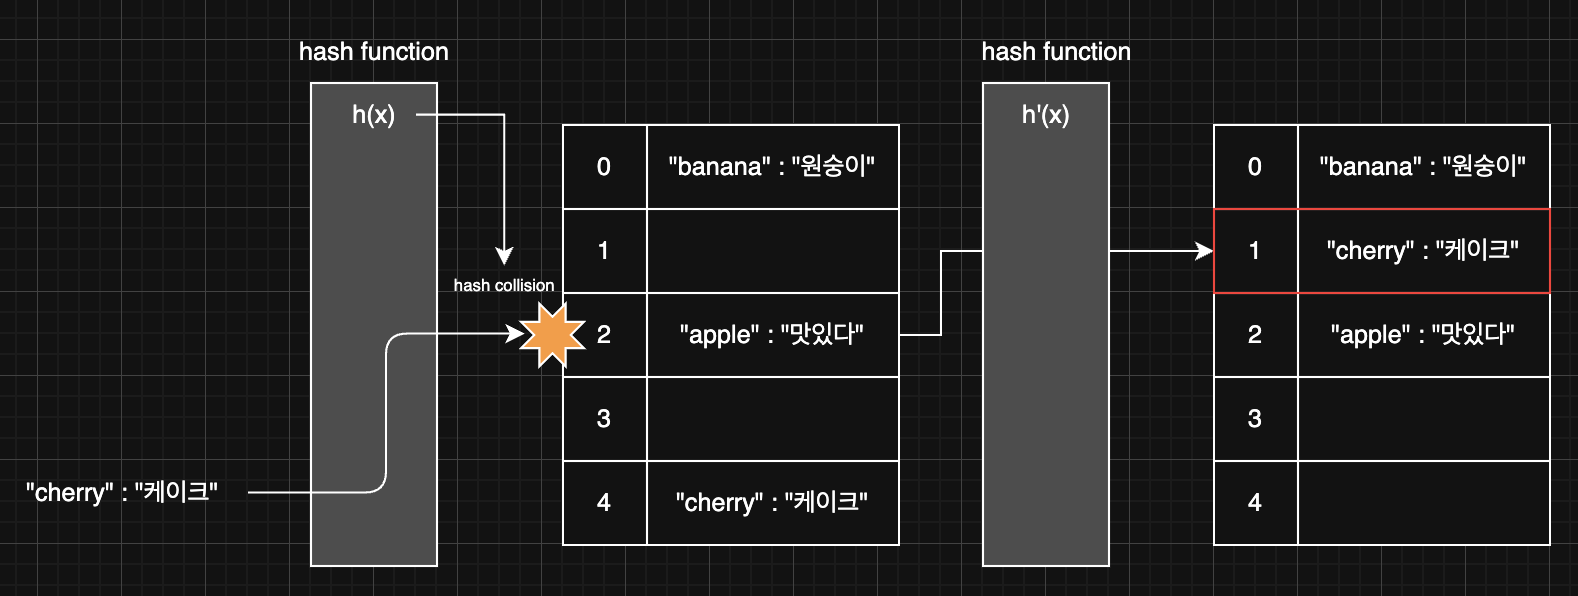 hash function
h(x)
hash collision
"cherry" : "케이크"
0 "banana" : "원숭이"
1
2 "apple" : "맛있다"
3
4 "cherry" : "케이크"
hash function
h'(x)
0 "banana" : "원숭이"
1 "cherry" : "케이크"
2 "apple" : "맛있다"
3
4